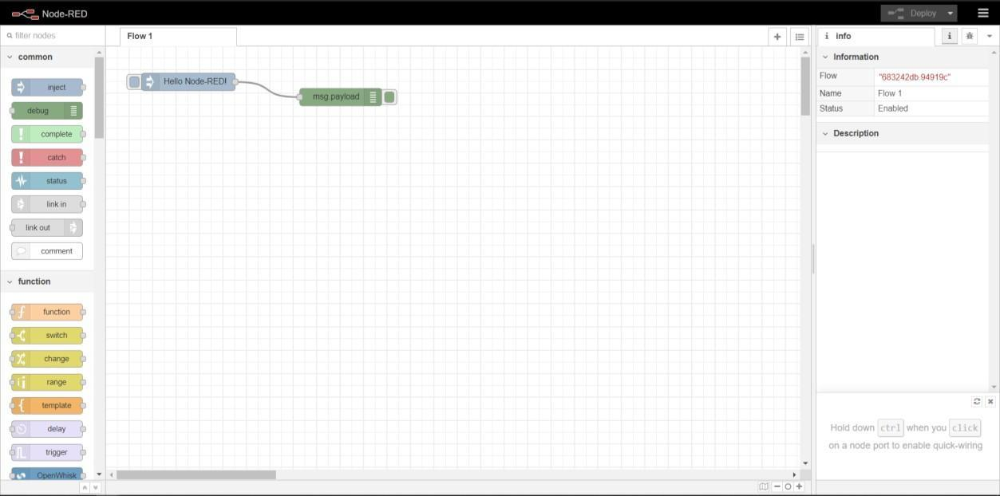 Node-RED
Deploy
filter nodes
Flow 1
info
common
Information
inject
debug
complete
catch
status
link in
link out
comment
function
function
switch
change
range
template
delay
trigger
OpenWhisk
Hello Node-RED!
msg.payload
Flow "683242db.94919c"
Name Flow 1
Status Enabled
Description
Hold down ctrl when you click
on a node port to enable quick-wiring